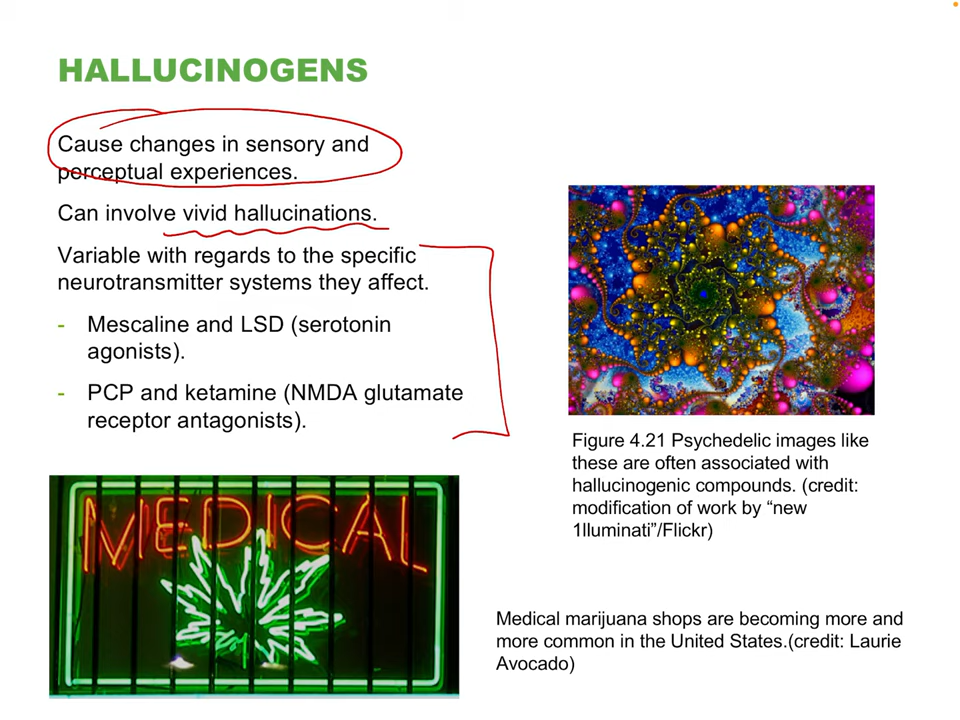 HALLUCINOGENS
Cause changes in sensory and
perceptual experiences.
Can involve vivid hallucinations.
Variable with regards to the specific
neurotransmitter systems they affect.
- Mescaline and LSD (serotonin
agonists).
- PCP and ketamine (NMDA glutamate
receptor antagonists).
Figure 4.21 Psychedelic images like
these are often associated with
hallucinogenic compounds. (credit:
modification of work by “new
1lluminati”/Flickr)
MEDICAL
Medical marijuana shops are becoming more and
more common in the United States.(credit: Laurie
Avocado)